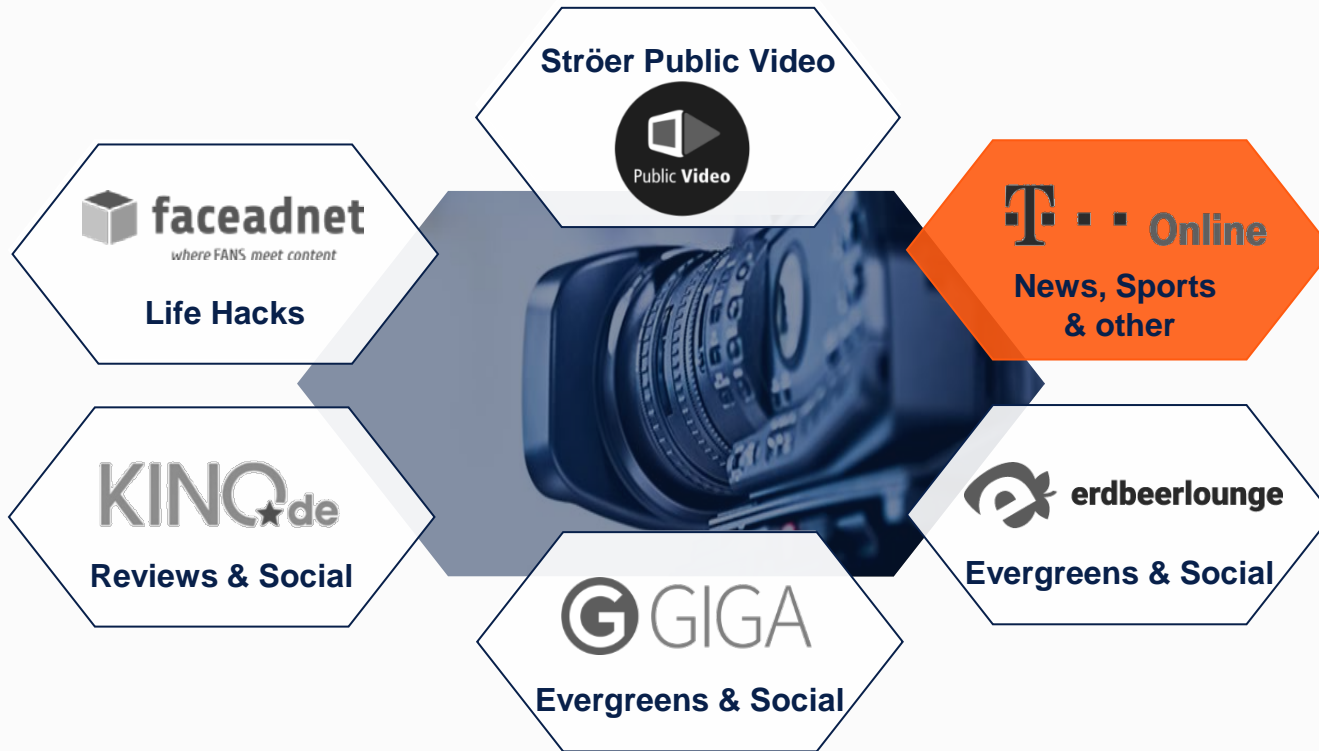 Ströer Public Video
Public Video
faceadnet
where FANS meet content
Life Hacks
T Online
News, Sports
& other
KINO.de
Reviews & Social
erdbeerlounge
Evergreens & Social
GIGA
Evergreens & Social